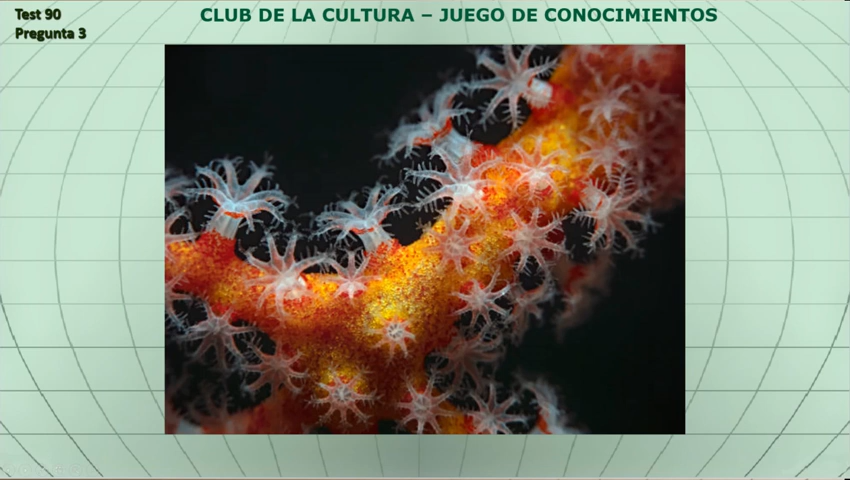 Test 90
Pregunta 3
CLUB DE LA CULTURA – JUEGO DE CONOCIMIENTOS